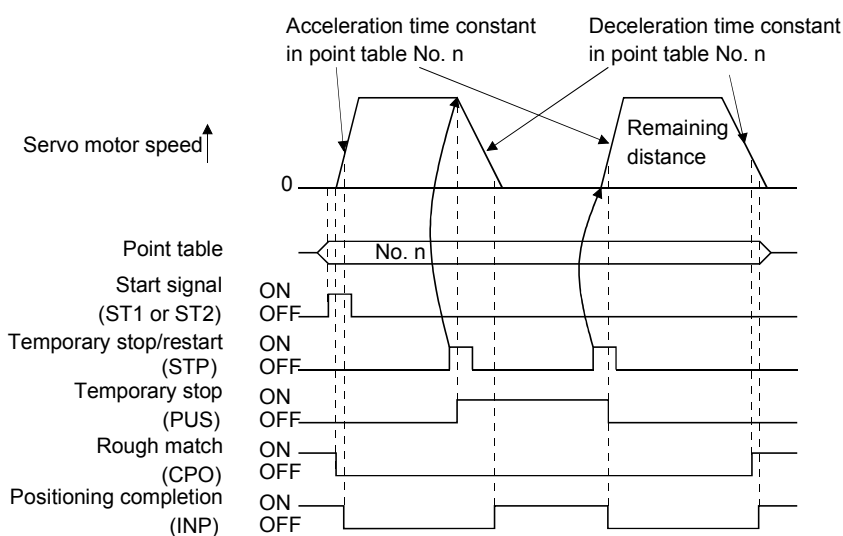 Acceleration time constant
in point table No. n
Deceleration time constant
in point table No. n
Servo motor speed
Remaining
distance
0
Point table
No. n
Start signal
(ST1 or ST2)
ON
OFF
Temporary stop/restart
(STP)
ON
OFF
Temporary stop
(PUS)
ON
OFF
Rough match
(CPO)
ON
OFF
Positioning completion
(INP)
ON
OFF